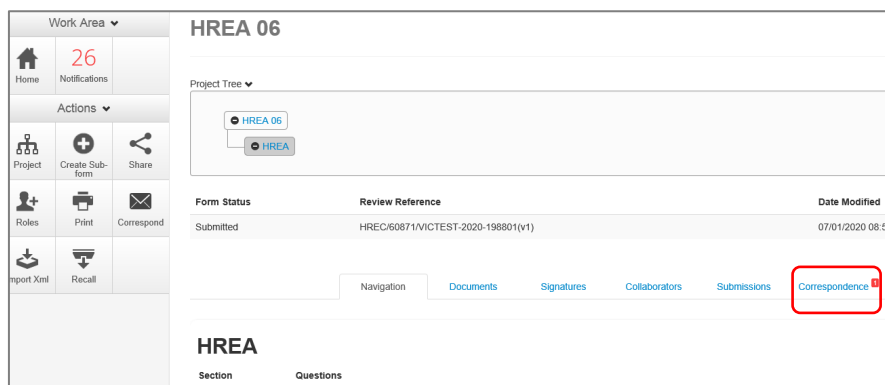 Work Area
Home
26
Notifications
Actions
Project
Create Sub-
form
Share
Roles
Print
Correspond
mport Xml
Recall
HREA 06
Project Tree
HREA 06
HREA
Form Status Review Reference Date Modified
Submitted HREC/60871/VICTEST-2020-198801(v1) 07/01/2020 08:5
Navigation Documents Signatures Collaborators Submissions Correspondence 1
HREA
Section Questions